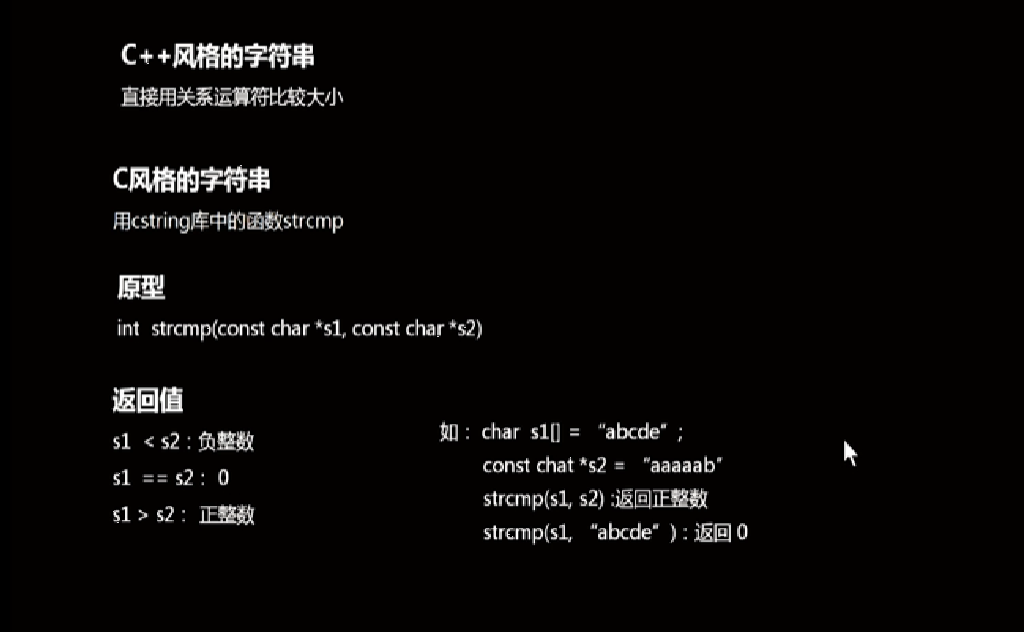 C++风格的字符串
直接用关系运算符比较大小
C风格的字符串
用cstring库中的函数strcmp
原型
int strcmp(const char *s1, const char *s2)
返回值
s1 < s2：负整数
s1 == s2： 0
s1 > s2： 正整数
如： char s1[] = “abcde”；
const chat *s2 = “aaaaab”
strcmp(s1, s2) :返回正整数
strcmp(s1, “abcde”)：返回 0